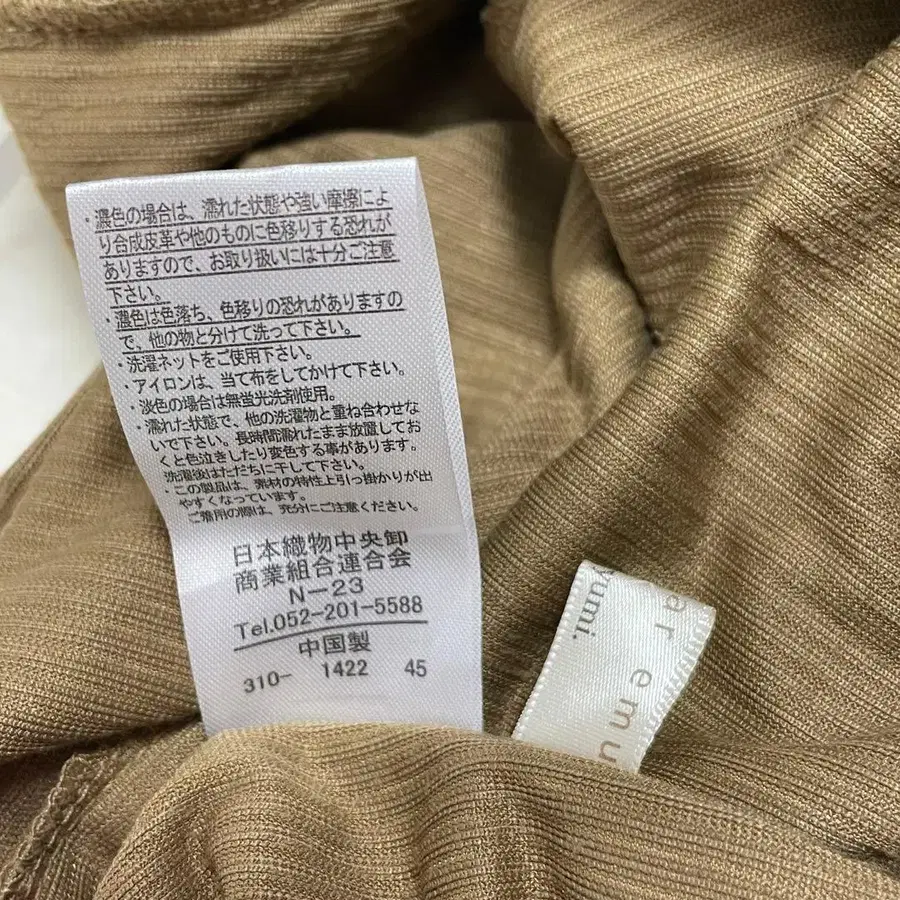 ・濃色の場合は、濡れた状態や強い摩擦によ
り合成皮革や他のものに色移りする恐れが
ありますので、お取り扱いには十分ご注意
下さい。
・濃色は色落ち、色移りの恐れがありますの
で、他の物と分けて洗って下さい。
・洗濯ネットをご使用下さい。
・アイロンは、当て布をしてかけて下さい。
・淡色の場合は無蛍光洗剤使用。
・濡れた状態で、他の洗濯物と重ね合わせな
いで下さい。長時間濡れたまま放置してお
くと色泣きしたり変色する事があります。
洗濯後はただちに干して下さい。
・この製品は、素材の特性上引っ掛かりが出
やすくなっています。
ご着用の際は、充分にご注意ください。
日本織物中央卸
商業組合連合会
N-23
Tel.052-201-5588
中国製
310- 1422 45
ar emu
yumi.